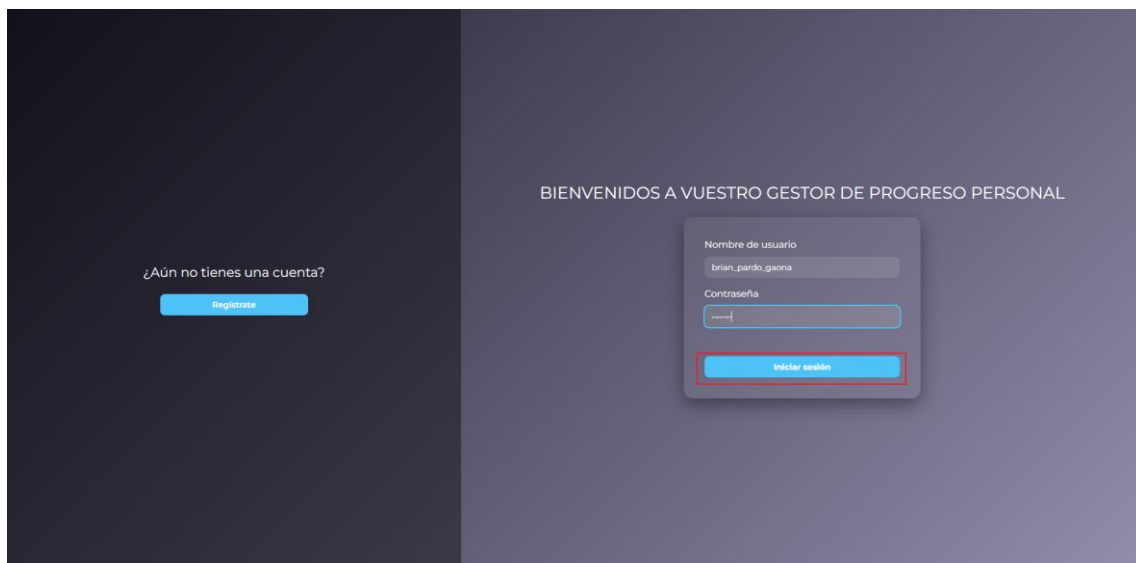 ¿Aún no tienes una cuenta?
Regístrate
BIENVENIDOS A VUESTRO GESTOR DE PROGRESO PERSONAL
Nombre de usuario
brian_pardo_gaona
Contraseña
Iniciar sesión